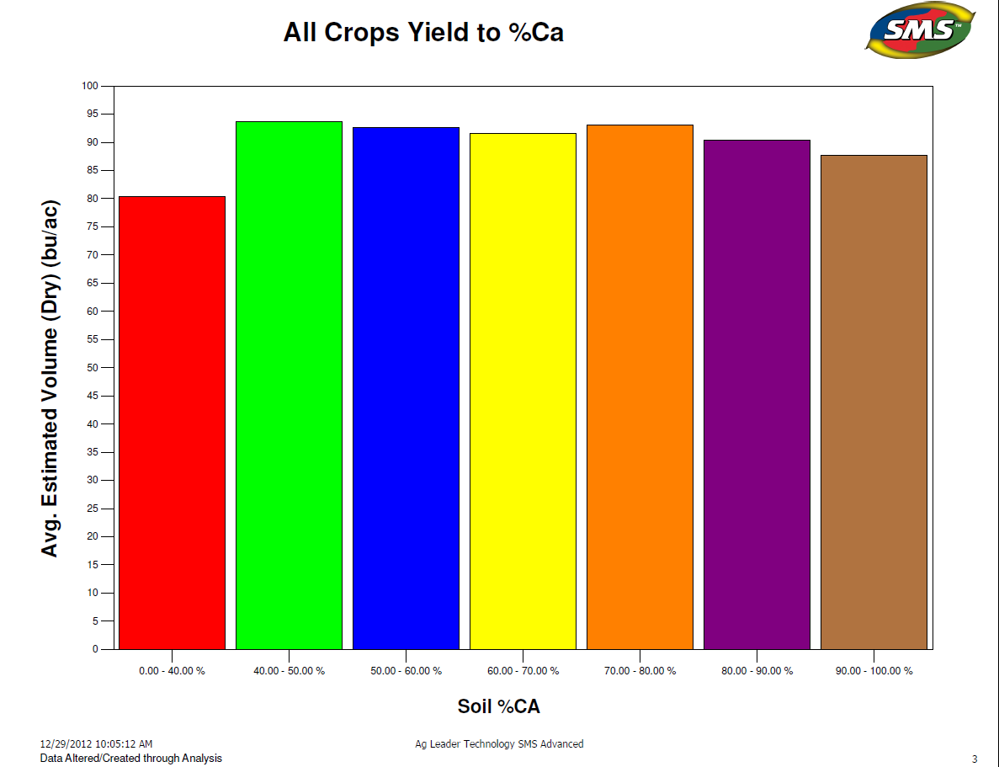 All Crops Yield to %Ca
SMS™
100
95
90
85
80
75
70
65
60
55
50
45
40
35
30
25
20
15
10
5
0
Avg. Estimated Volume (Dry) (bu/ac)
0.00 - 40.00 %
40.00 - 50.00 %
50.00 - 60.00 %
60.00 - 70.00 %
70.00 - 80.00 %
80.00 - 90.00 %
90.00 - 100.00 %
Soil %CA
12/29/2012 10:05:12 AM
Ag Leader Technology SMS Advanced
Data Altered/Created through Analysis
3